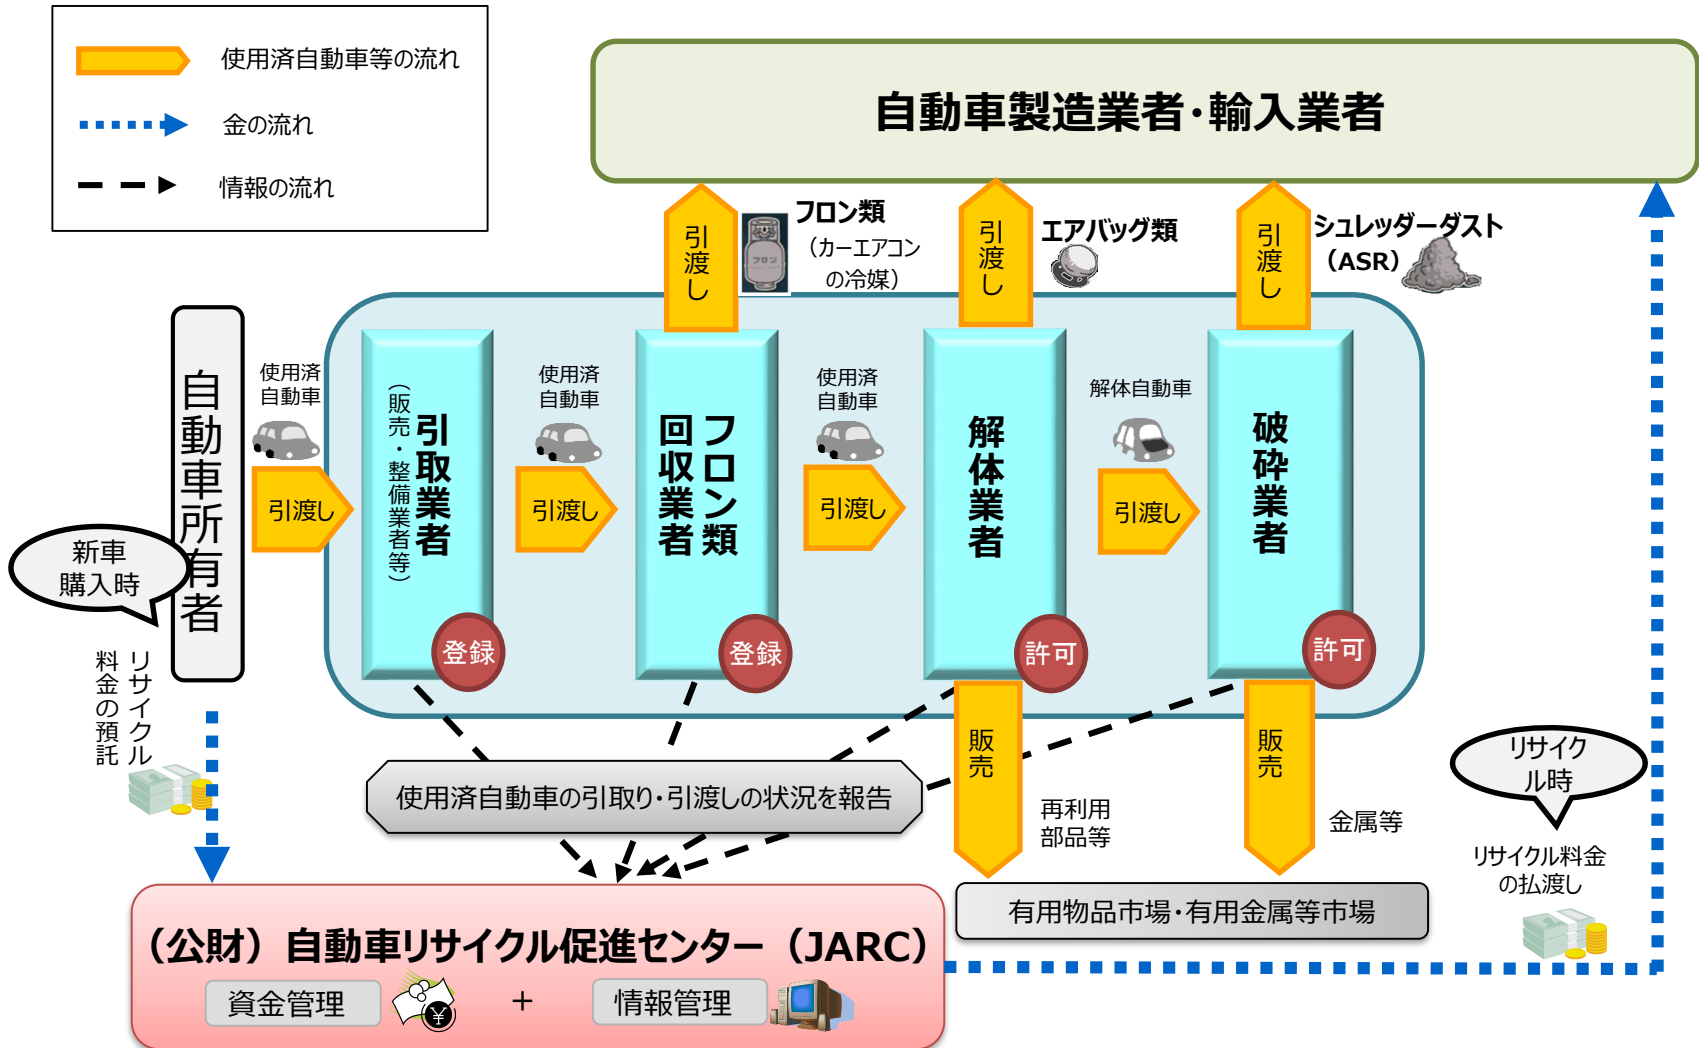 使用済自動車等の流れ
金の流れ
情報の流れ
自動車製造業者・輸入業者
引渡し
フロン類
（カーエアコン
の冷媒）
フロン
引渡し
エアバッグ類
引渡し
シュレッダーダスト
（ASR）
自動車所有者
使用済
自動車
引渡し
引取業者
（販売・整備業者等）
登録
使用済
自動車
引渡し
フロン類
回収業者
登録
使用済
自動車
引渡し
解体業者
許可
解体自動車
引渡し
破砕業者
許可
新車
購入時
リサイクル
料金の預託
使用済自動車の引取り・引渡しの状況を報告
販売
再利用
部品等
販売
金属等
リサイク
ル時
リサイクル料金
の払渡し
有用物品市場・有用金属等市場
（公財）自動車リサイクル促進センター（JARC）
資金管理
¥
+
情報管理